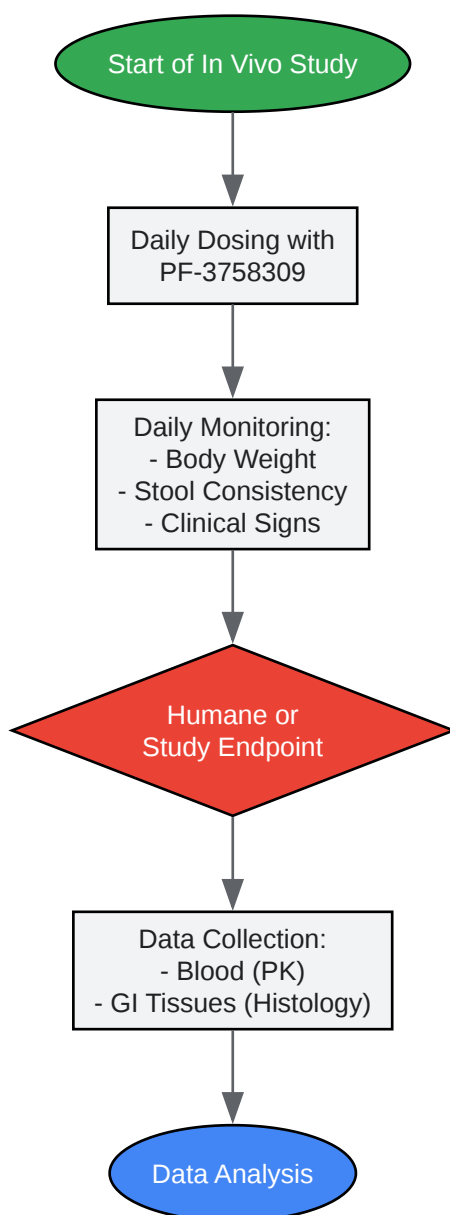 Start of In Vivo Study
Daily Dosing with
PF-3758309
Daily Monitoring:
- Body Weight
- Stool Consistency
- Clinical Signs
Humane or
Study Endpoint
Data Collection:
- Blood (PK)
- GI Tissues (Histology)
Data Analysis